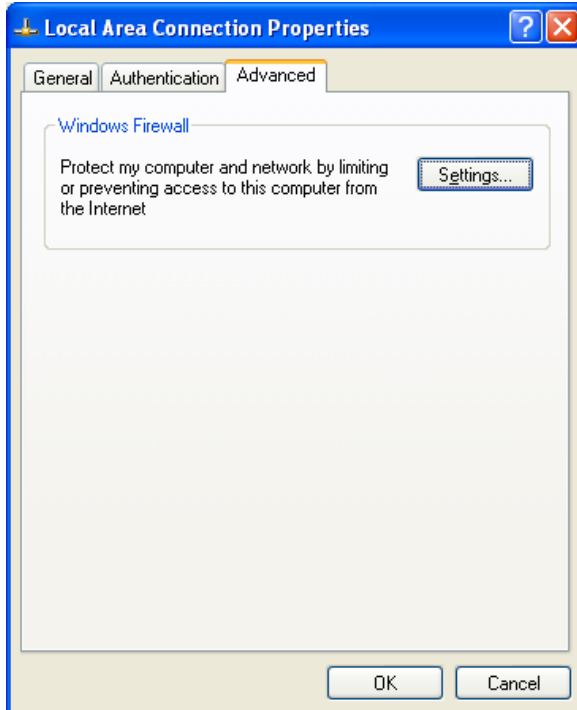 Local Area Connection Properties
?
General
Authentication
Advanced
Windows Firewall
Protect my computer and network by limiting
or preventing access to this computer from
the Internet
Settings...
OK
Cancel